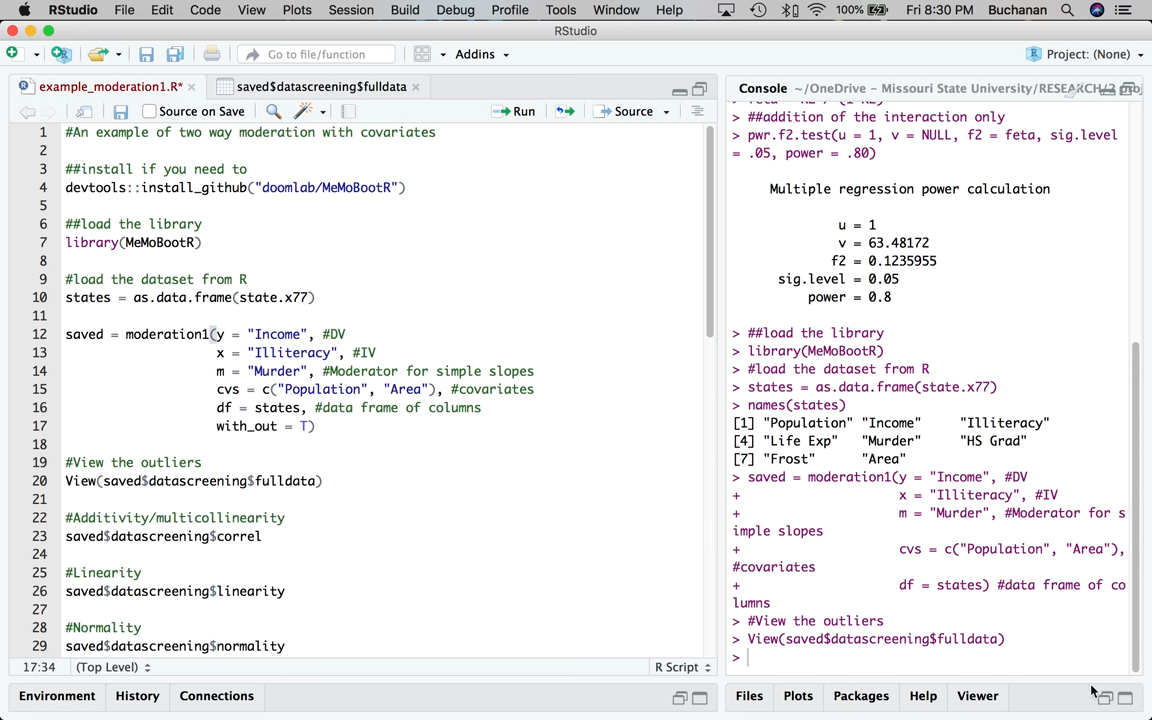 RStudio File Edit Code View Plots Session Build Debug Profile Tools Window Help 100% Fri 8:30 PM Buchanan
RStudio
Go to file/function Addins Project: (None)
example_moderation1.R* saved$datascreening$fulldata
Source on Save Run Source
1 #An example of two way moderation with covariates
2
3 ##install if you need to
4 devtools::install_github("doomlab/MeMoBootR")
5
6 ##load the library
7 library(MeMoBootR)
8
9 #load the dataset from R
10 states = as.data.frame(state.x77)
11
12 saved = moderation1(y = "Income", #DV
13 x = "Illiteracy", #IV
14 m = "Murder", #Moderator for simple slopes
15 cvs = c("Population", "Area"), #covariates
16 df = states, #data frame of columns
17 with_out = T)
18
19 #View the outliers
20 View(saved$datascreening$fulldata)
21
22 #Additivity/multicollinearity
23 saved$datascreening$correl
24
25 #Linearity
26 saved$datascreening$linearity
27
28 #Normality
29 saved$datascreening$normality
17:34 (Top Level) R Script
Environment History Connections
Console ~/OneDrive - Missouri State University/RESEARCH/2 proj
> ##addition of the interaction only
> pwr.f2.test(u = 1, v = NULL, f2 = feta, sig.level
= .05, power = .80)
Multiple regression power calculation
u = 1
v = 63.48172
f2 = 0.1235955
sig.level = 0.05
power = 0.8
> ##load the library
> library(MeMoBootR)
> #load the dataset from R
> states = as.data.frame(state.x77)
> names(states)
[1] "Population" "Income" "Illiteracy"
[4] "Life Exp" "Murder" "HS Grad"
[7] "Frost" "Area"
> saved = moderation1(y = "Income", #DV
+ x = "Illiteracy", #IV
+ m = "Murder", #Moderator for s
imple slopes
+ cvs = c("Population", "Area"),
#covariates
+ df = states) #data frame of co
lumns
> #View the outliers
> View(saved$datascreening$fulldata)
>
Files Plots Packages Help Viewer